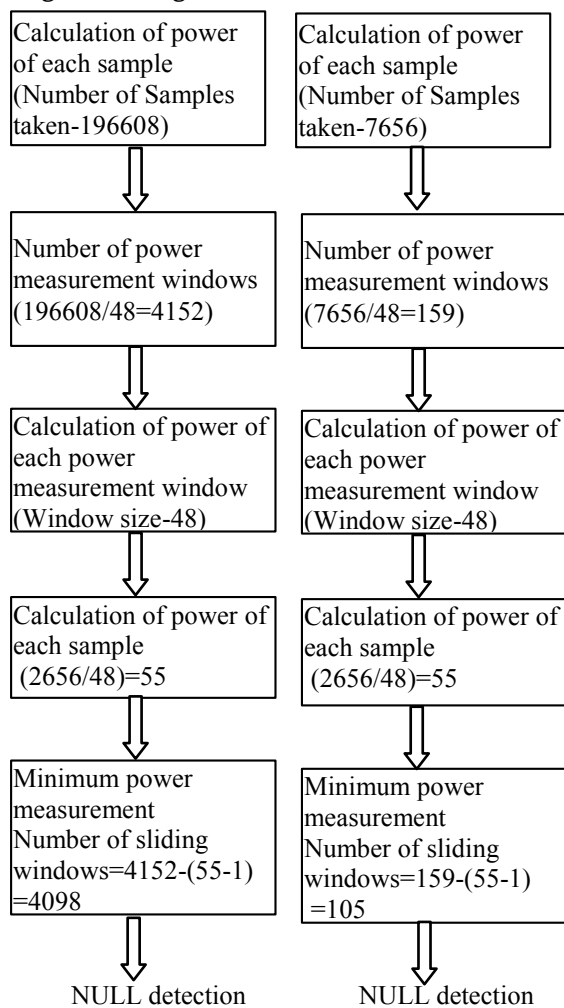 Calculation of power
of each sample
(Number of Samples
taken-196608)
Number of power
measurement windows
(196608/48=4152)
Calculation of power of
each power
measurement window
(Window size-48)
Calculation of power of
each sample
(2656/48)=55
Minimum power
measurement
Number of sliding
windows=4152-(55-1)
=4098
NULL detection
Calculation of power
of each sample
(Number of Samples
taken-7656)
Number of power
measurement windows
(7656/48=159)
Calculation of power of
each power
measurement window
(Window size-48)
Calculation of power of
each sample
(2656/48)=55
Minimum power
measurement
Number of sliding
windows=159-(55-1)
=105
NULL detection